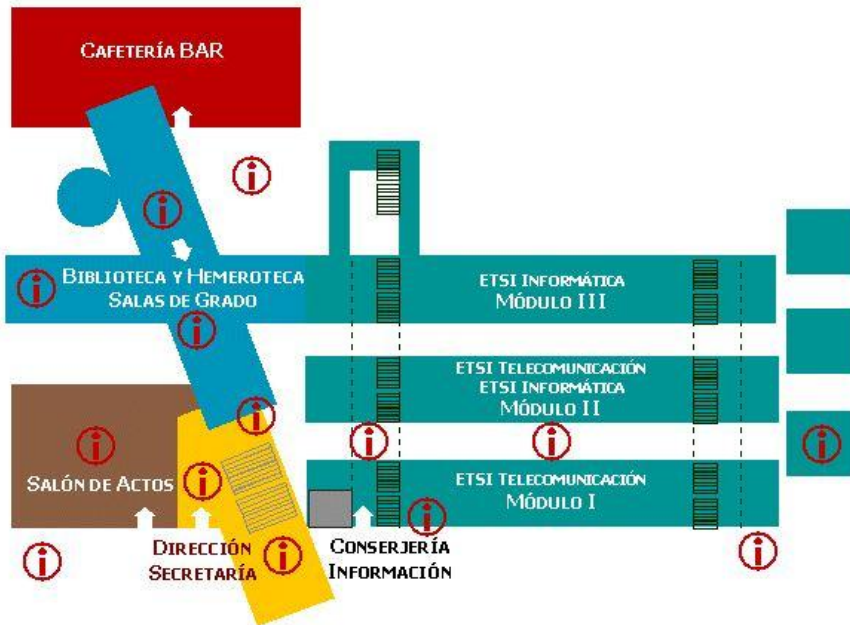 CAFETERÍA BAR
BIBLIOTECA Y HEMEROTECA
SALAS DE GRADO
ETSI INFORMÁTICA
MÓDULO III
ETSI TELECOMUNICACIÓN
ETSI INFORMÁTICA
MÓDULO II
SALÓN DE ACTOS
ETSI TELECOMUNICACIÓN
MÓDULO I
DIRECCIÓN
SECRETARÍA
CONSERJERÍA
INFORMACIÓN